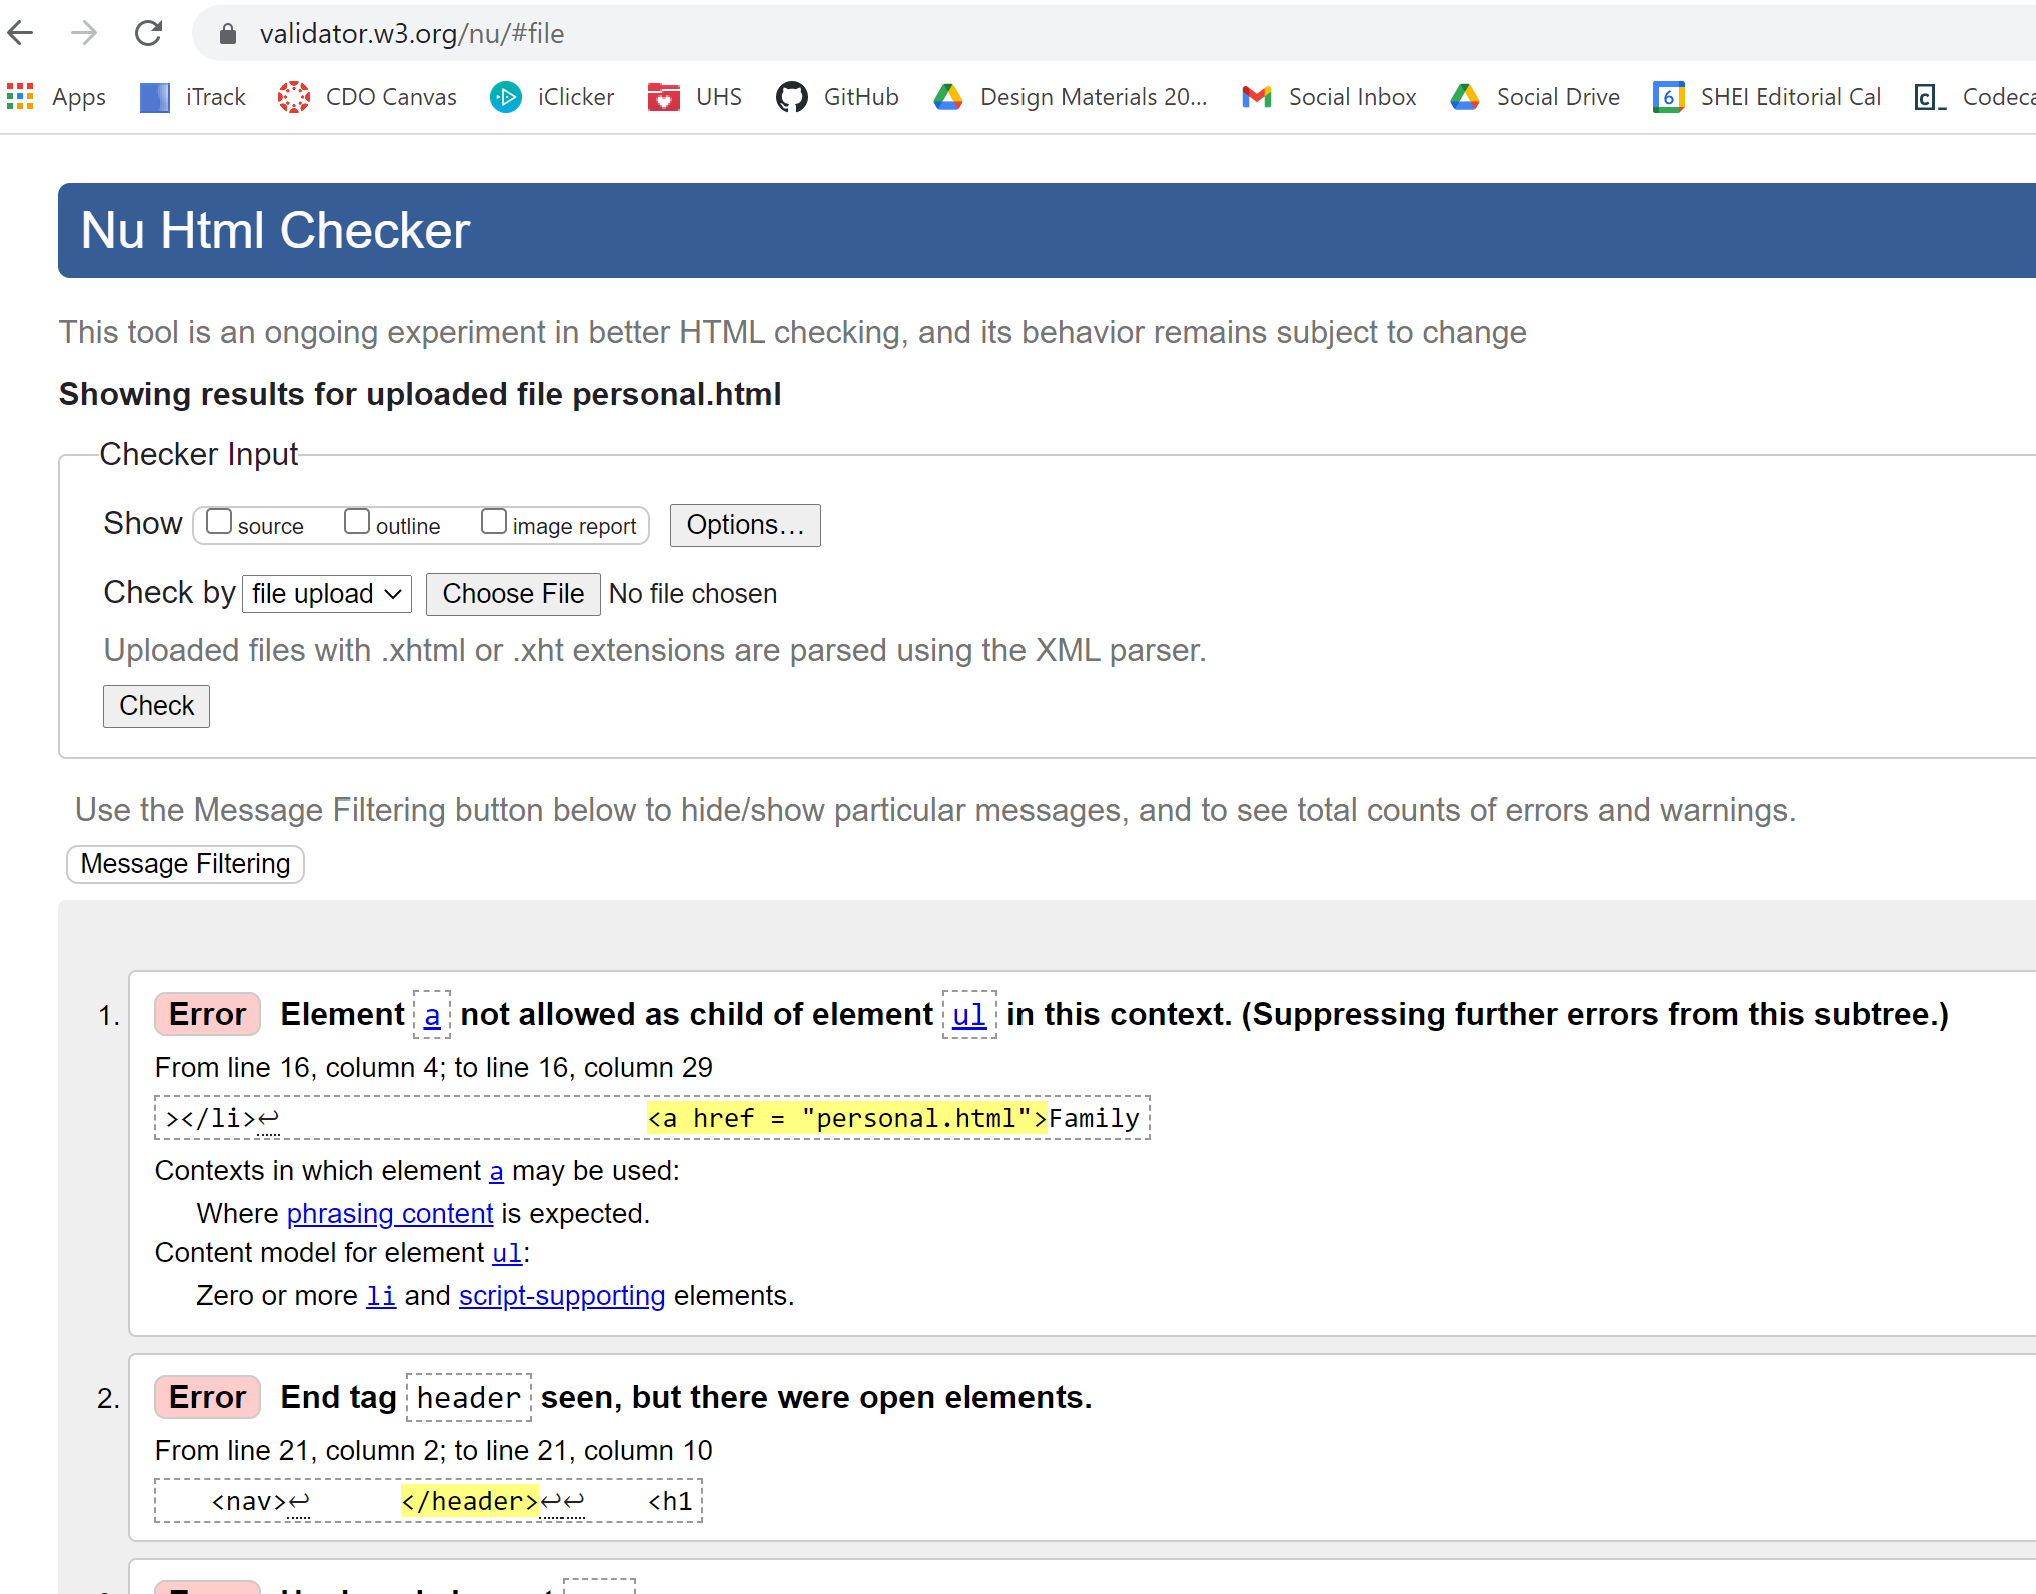 validator.w3.org/nu/#file
Apps iTrack CDO Canvas iClicker UHS GitHub Design Materials 20... Social Inbox Social Drive 6 SHEI Editorial Cal c_
Nu Html Checker
This tool is an ongoing experiment in better HTML checking, and its behavior remains subject to change
Showing results for uploaded file personal.html
Checker Input
Show source outline image report Options...
Check by file upload Choose File No file chosen
Uploaded files with .xhtml or .xht extensions are parsed using the XML parser.
Check
Use the Message Filtering button below to hide/show particular messages, and to see total counts of errors and warnings.
Message Filtering
1. Error Element a not allowed as child of element ul in this context. (Suppressing further errors from this subtree.)
From line 16, column 4; to line 16, column 29
></li>↩ <a href = "personal.html">Family
Contexts in which element a may be used:
Where phrasing content is expected.
Content model for element ul:
Zero or more li and script-supporting elements.
2. Error End tag header seen, but there were open elements.
From line 21, column 2; to line 21, column 10
<nav>↩ </header>↩↩ <h1